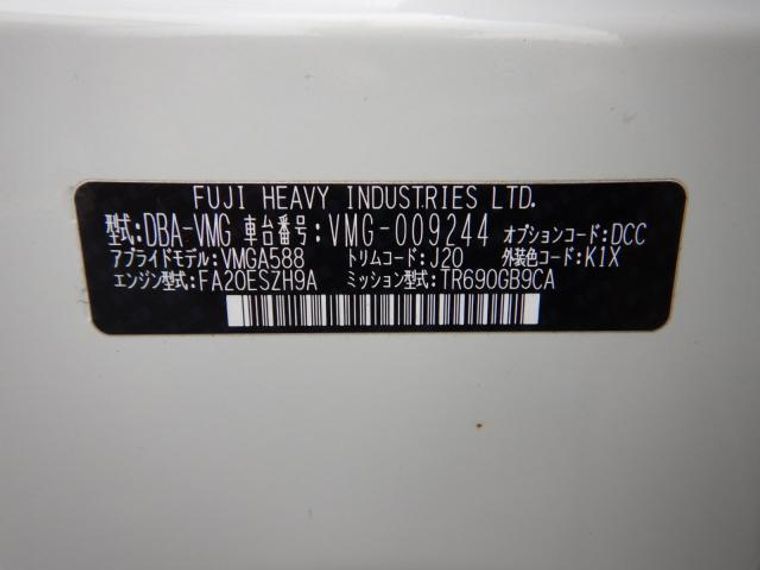 FUJI HEAVY INDUSTRIES LTD.
型式:DBA-VMG 車台番号:VMG-009244 オプションコード:DCC
アプライドモデル:VMGA588 トリムコード:J20 外装色コード:K1X
エンジン型式:FA20ESZH9A ミッション型式:TR690GB9CA